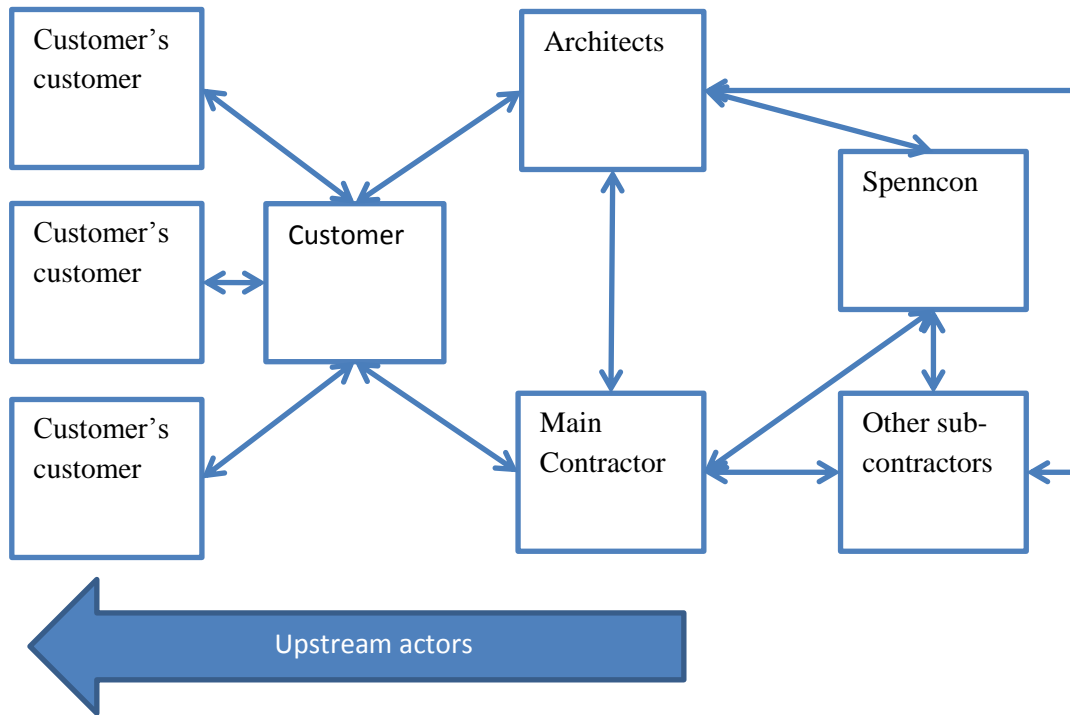 Customer’s
customer
Architects
Spenncon
Customer’s
customer
Customer
Customer’s
customer
Main
Contractor
Other sub-
contractors
Upstream actors